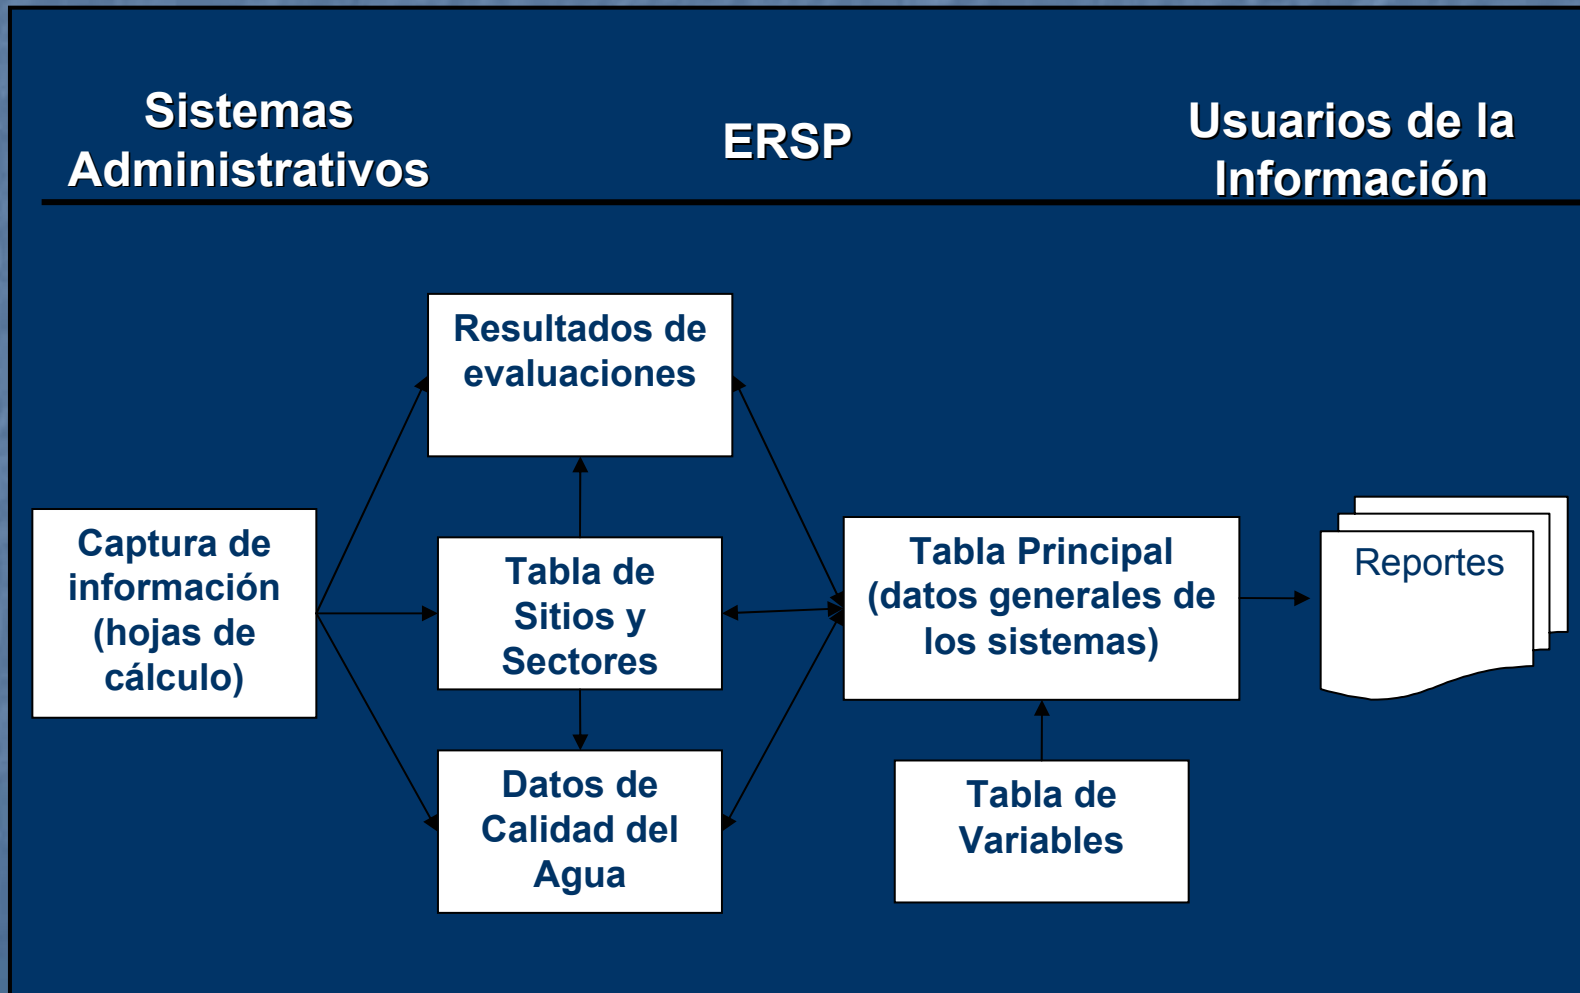 Sistemas
Administrativos
ERSP
Usuarios de la
Información
Resultados de
evaluaciones
Captura de
información
(hojas de
cálculo)
Tabla de
Sitios y
Sectores
Tabla Principal
(datos generales de
los sistemas)
Reportes
Datos de
Calidad del
Agua
Tabla de
Variables